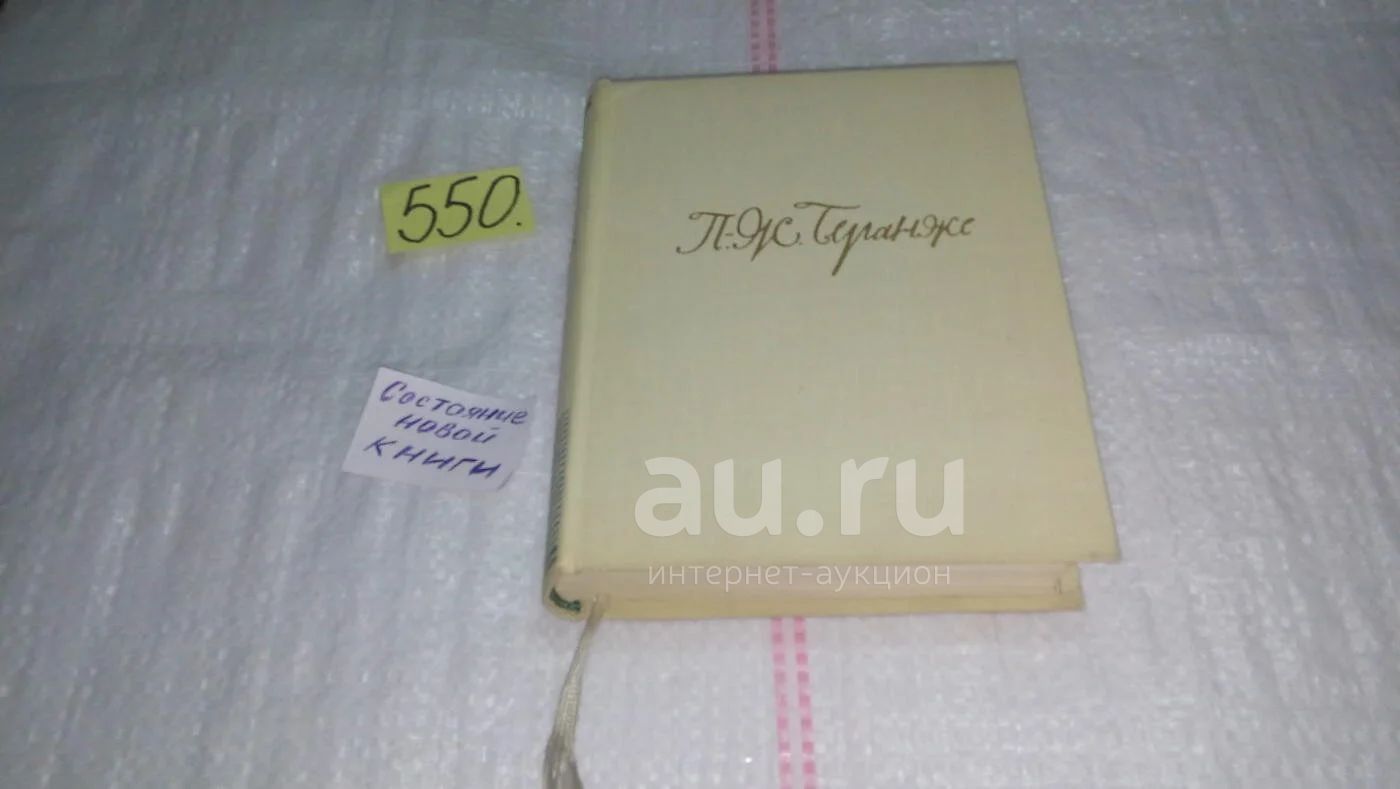 550.
П.-Ж. Беранже
Состояние
новой
книги
au.ru
интернет-аукцион